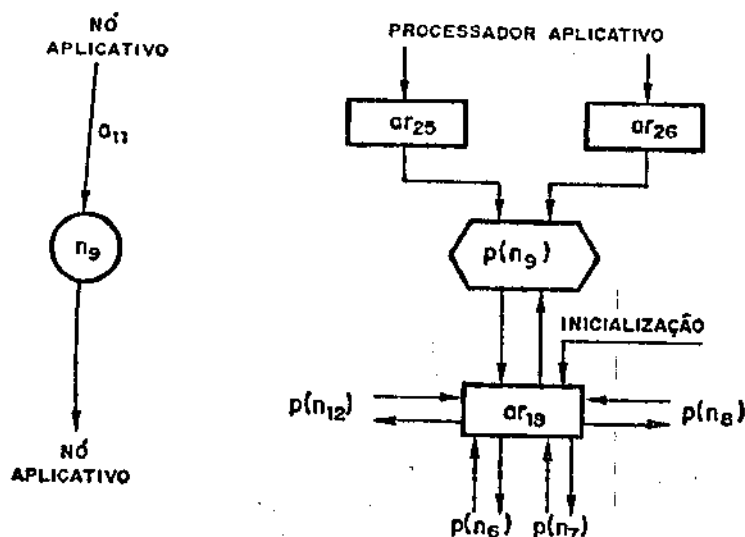 NÓ
APLICATIVO
a₁₁
n₉
NÓ
APLICATIVO
PROCESSADOR APLICATIVO
ar₂₅
ar₂₆
p(n₉)
INICIALIZAÇÃO
p(n₁₂)
ar₁₉
p(n₈)
p(n₆)
p(n₇)